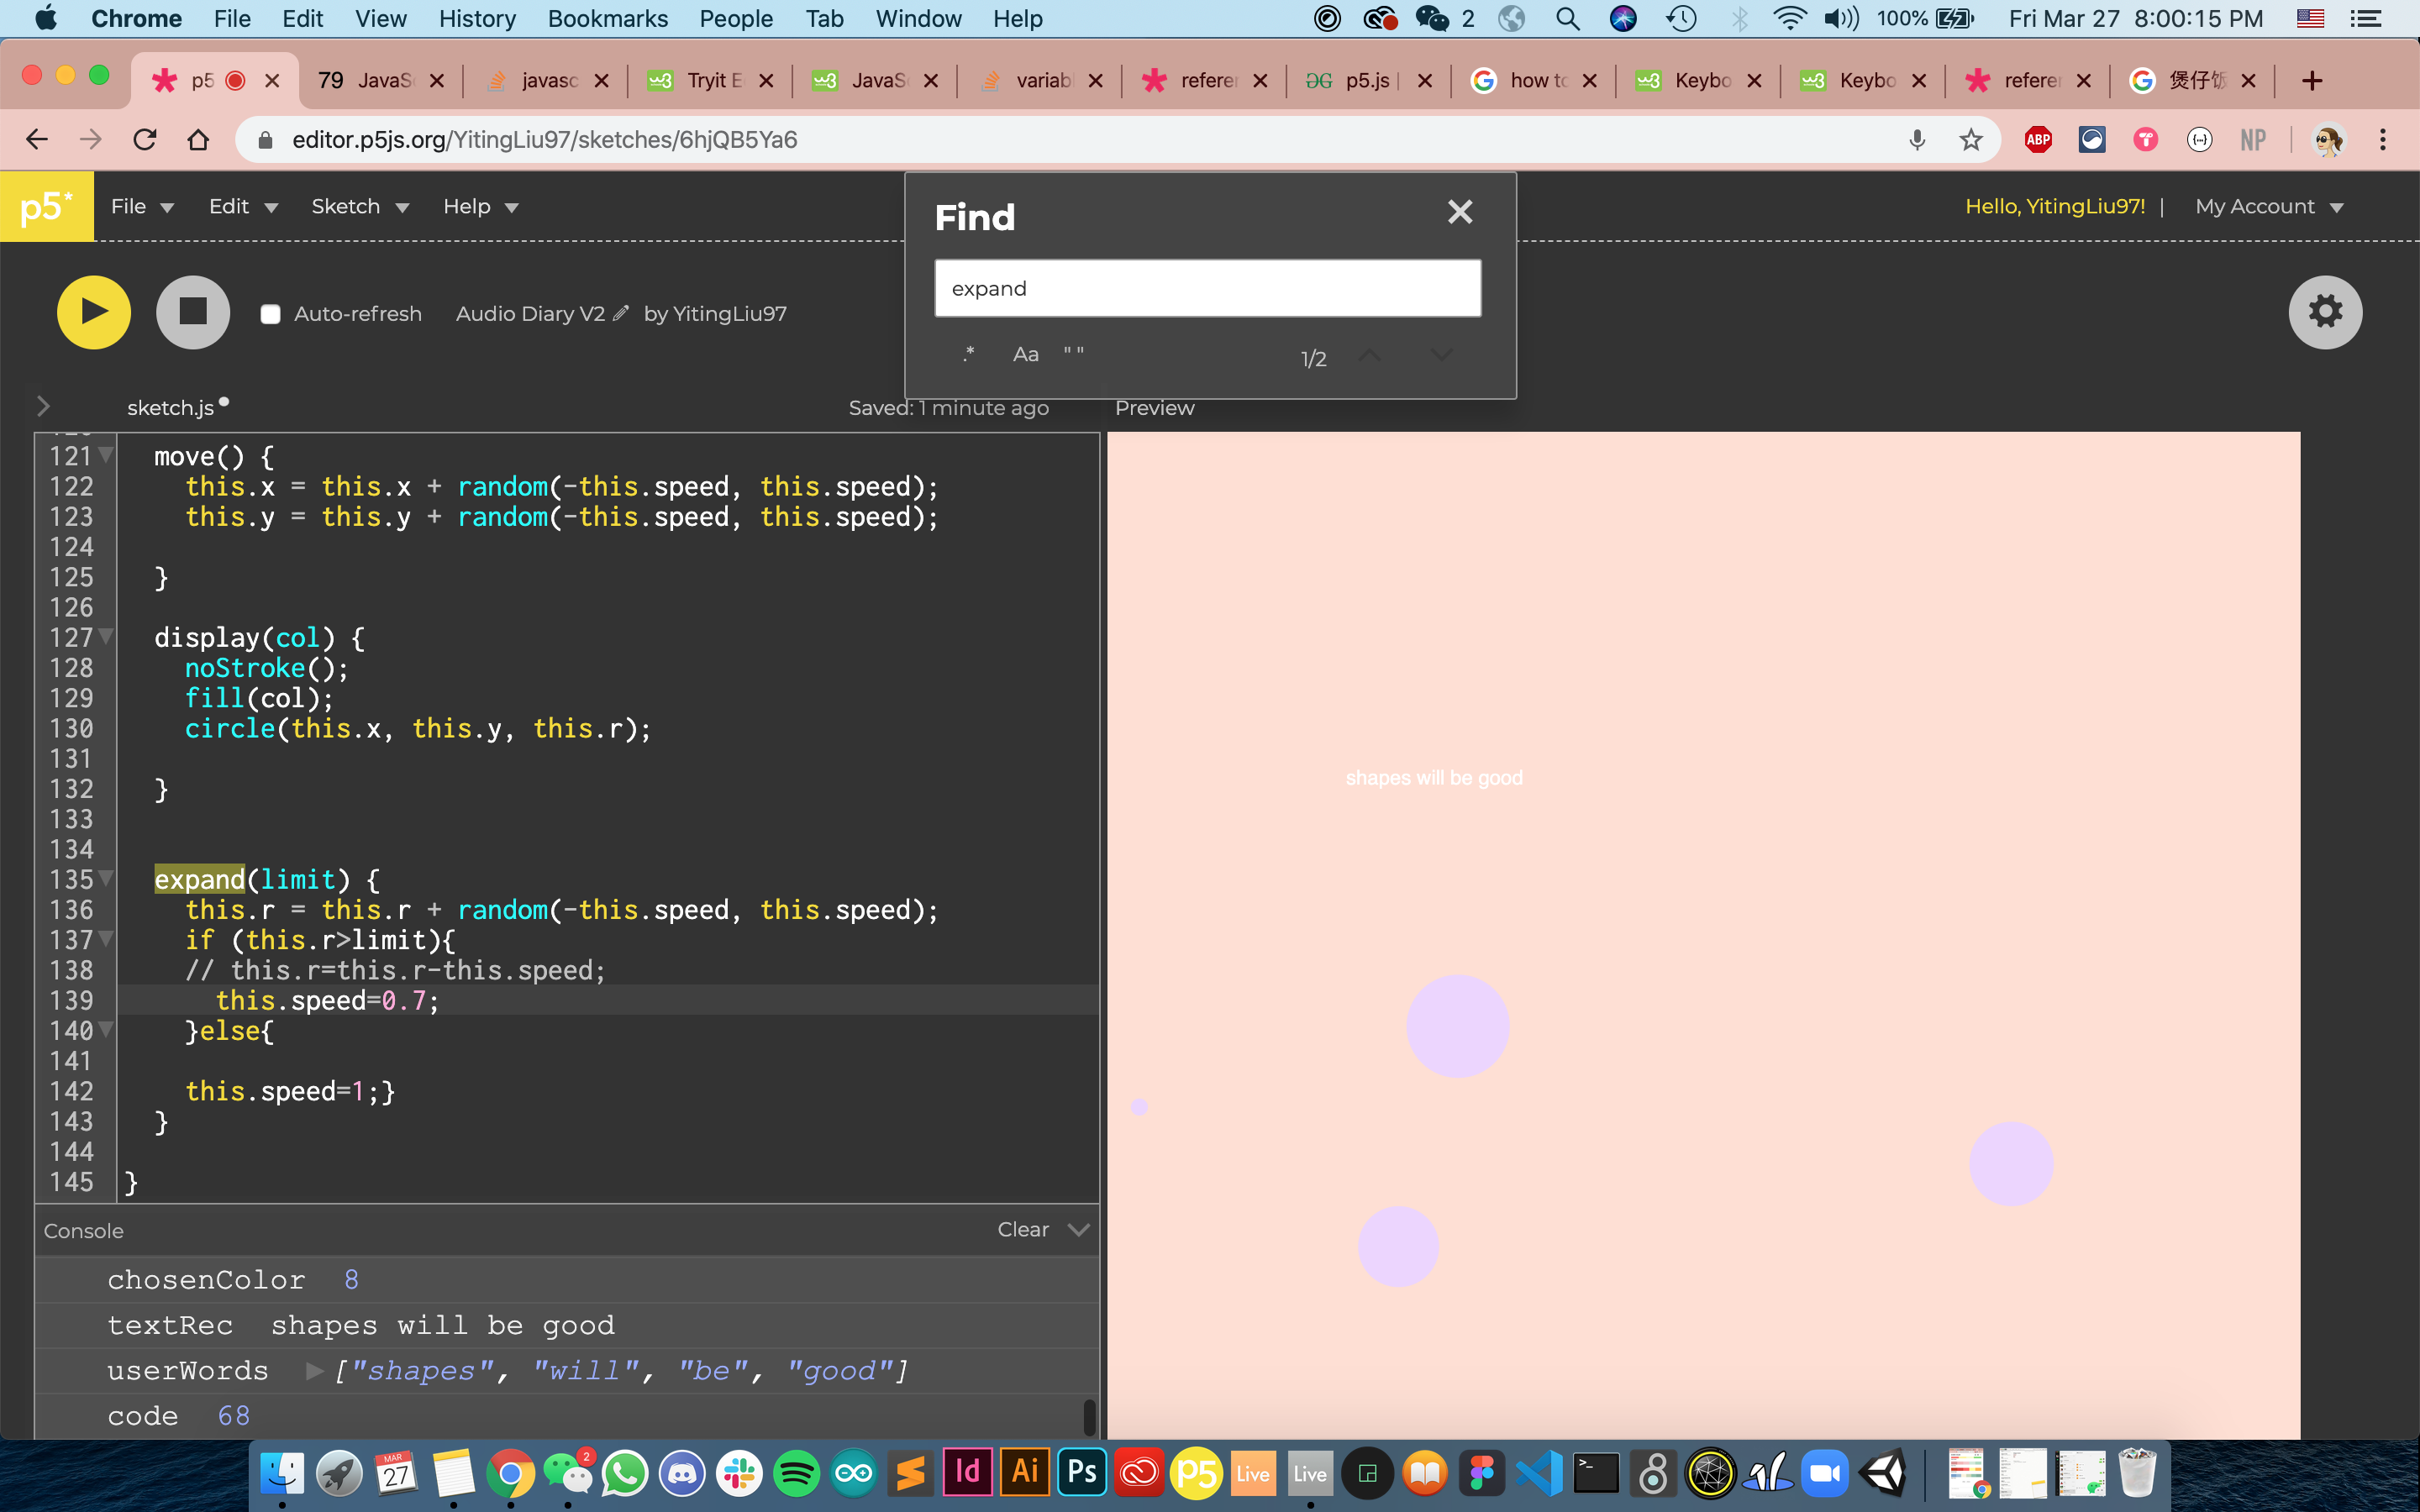 Chrome File Edit View History Bookmarks People Tab Window Help 2 100% Fri Mar 27 8:00:15 PM
p5 79 JavaSc javasc Tryit E JavaSc variab referer p5.js | how to Keybo Keybo referer 煲仔饭
editor.p5js.org/YitingLiu97/sketches/6hjQB5Ya6 ABP NP
p5* File Edit Sketch Help Hello, YitingLiu97! | My Account
Find
expand
.* Aa " " 1/2
Auto-refresh Audio Diary V2 by YitingLiu97
sketch.js Saved: 1 minute ago Preview
121 move() {
122 this.x = this.x + random(-this.speed, this.speed);
123 this.y = this.y + random(-this.speed, this.speed);
124
125 }
126
127 display(col) {
128 noStroke();
129 fill(col);
130 circle(this.x, this.y, this.r);
131
132 }
133
134
135 expand(limit) {
136 this.r = this.r + random(-this.speed, this.speed);
137 if (this.r>limit){
138 // this.r=this.r-this.speed;
139 this.speed=0.7;
140 }else{
141
142 this.speed=1;}
143 }
144
145 }
shapes will be good
Console Clear
chosenColor 8
textRec shapes will be good
userWords ["shapes", "will", "be", "good"]
code 68
MAR 27 2 Id Ai Ps p5 Live Live